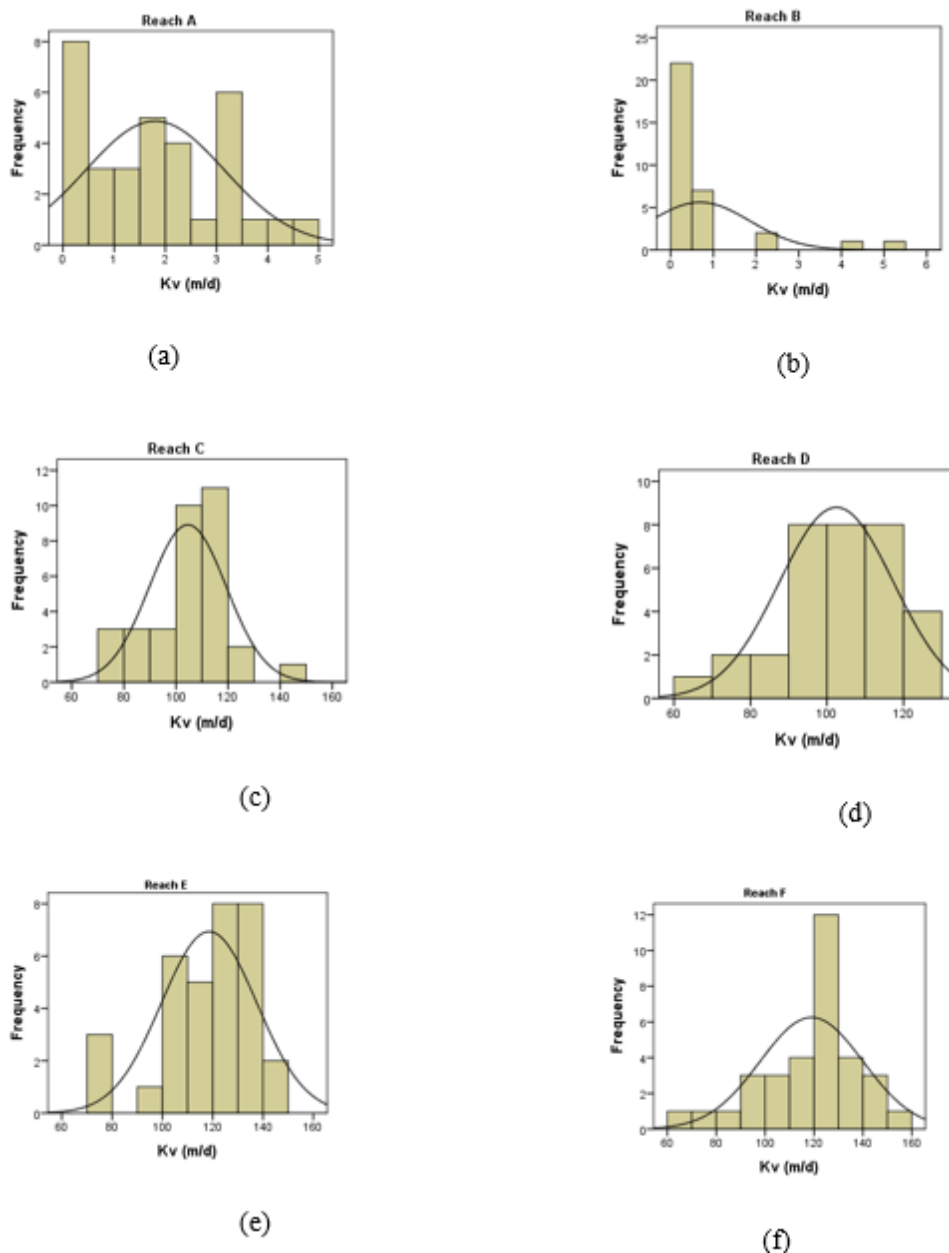 Reach A
8
6
4
2
0
Frequency
0 1 2 3 4 5
Kv (m/d)
(a)
Reach B
25
20
15
10
5
0
Frequency
0 1 2 3 4 5 6
Kv (m/d)
(b)
Reach C
12
10
8
6
4
2
0
Frequency
60 80 100 120 140 160
Kv (m/d)
(c)
Reach D
10
8
6
4
2
0
Frequency
60 80 100 120
Kv (m/d)
(d)
Reach E
8
6
4
2
0
Frequency
60 80 100 120 140 160
Kv (m/d)
(e)
Reach F
12
10
8
6
4
2
0
Frequency
60 80 100 120 140 160
Kv (m/d)
(f)